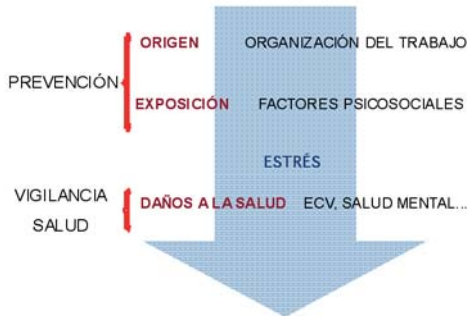 ORIGEN ORGANIZACIÓN DEL TRABAJO
PREVENCIÓN
EXPOSICIÓN FACTORES PSICOSOCIALES
ESTRÉS
VIGILANCIA
SALUD
DAÑOS A LA SALUD ECV, SALUD MENTAL...